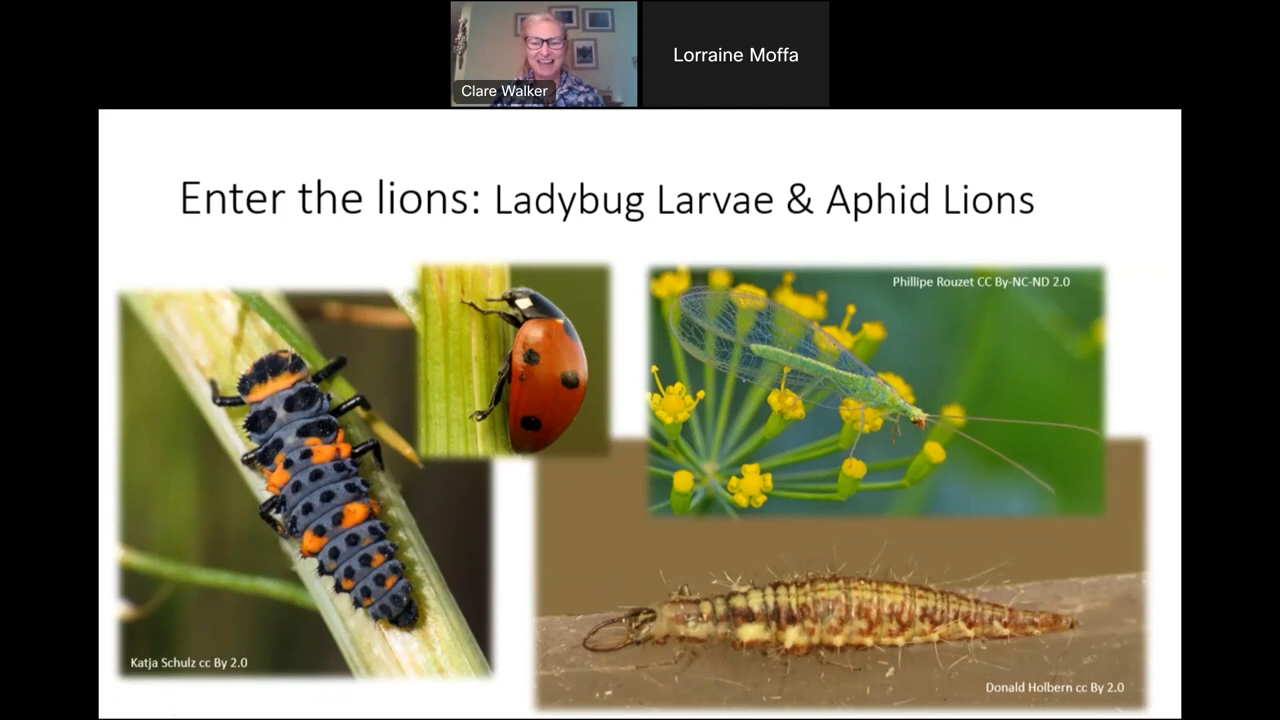 Clare Walker
Lorraine Moffa
Enter the lions: Ladybug Larvae & Aphid Lions
Phillipe Rouzet CC By-NC-ND 2.0
Katja Schulz cc By 2.0
Donald Holbern cc By 2.0